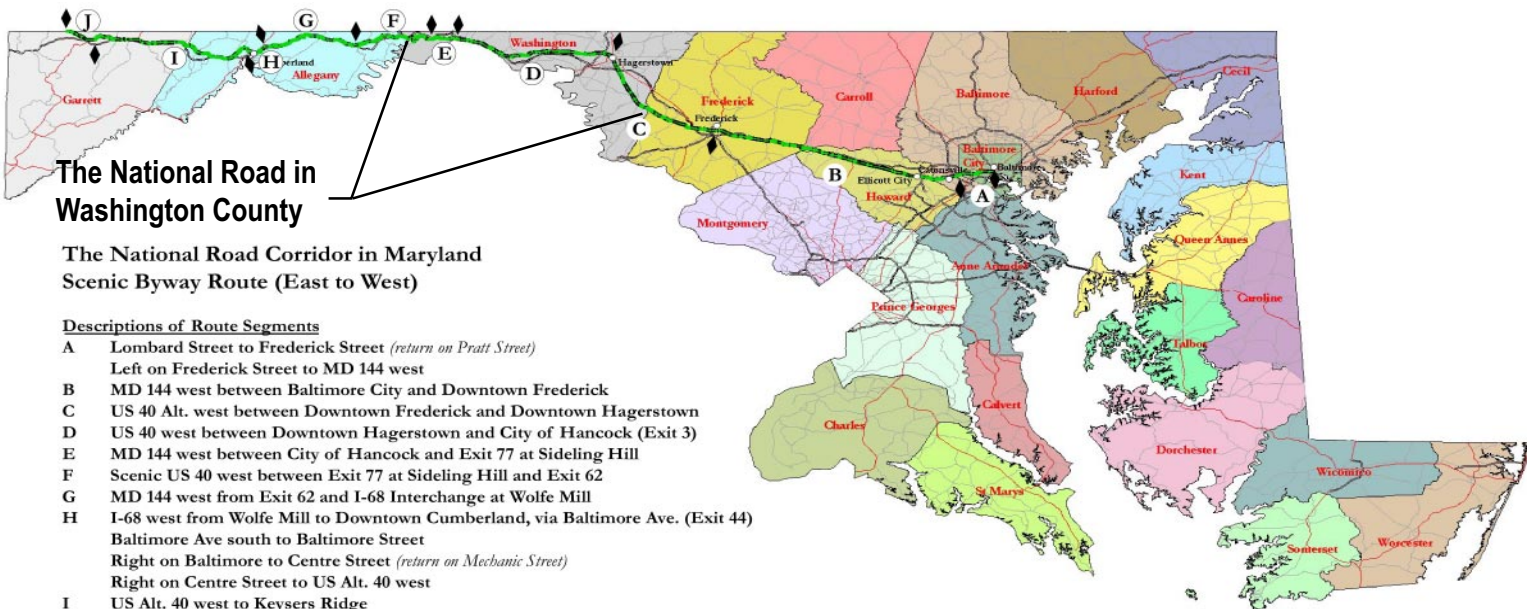 J
G
F
I
H
E
D
C
B
A
Garrett
Allegany
Washington
Hagerstown
Frederick
Frederick
Carroll
Baltimore
Harford
Cecil
Baltimore
City
Baltimore
Catonsville
Ellicott City
Howard
Montgomery
Kent
Queen Annes
Anne Arundel
Prince Georges
Caroline
Talbot
Calvert
Charles
St Marys
Dorchester
Wicomico
Somerset
Worcester
The National Road in
Washington County
The National Road Corridor in Maryland
Scenic Byway Route (East to West)
Descriptions of Route Segments
A Lombard Street to Frederick Street (return on Pratt Street)
Left on Frederick Street to MD 144 west
B MD 144 west between Baltimore City and Downtown Frederick
C US 40 Alt. west between Downtown Frederick and Downtown Hagerstown
D US 40 west between Downtown Hagerstown and City of Hancock (Exit 3)
E MD 144 west between City of Hancock and Exit 77 at Sideling Hill
F Scenic US 40 west between Exit 77 at Sideling Hill and Exit 62
G MD 144 west from Exit 62 and I-68 Interchange at Wolfe Mill
H I-68 west from Wolfe Mill to Downtown Cumberland, via Baltimore Ave. (Exit 44)
Baltimore Ave south to Baltimore Street
Right on Baltimore to Centre Street (return on Mechanic Street)
Right on Centre Street to US Alt. 40 west
I US Alt. 40 west to Keysers Ridge